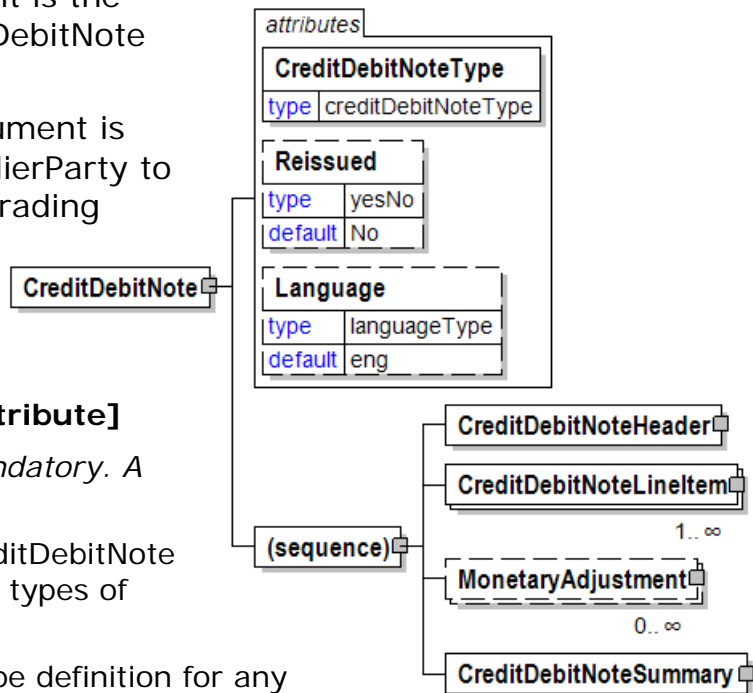 t is the
DebitNote
ument is
lierParty to
rading
tribute]
ndatory. A
ditDebitNote
types of
pe definition for any
attributes
CreditDebitNoteType
type creditDebitNoteType
Reissued
type yesNo
default No
Language
type languageType
default eng
CreditDebitNote
(sequence)
CreditDebitNoteHeader
CreditDebitNoteLineItem
1..∞
MonetaryAdjustment
0..∞
CreditDebitNoteSummary